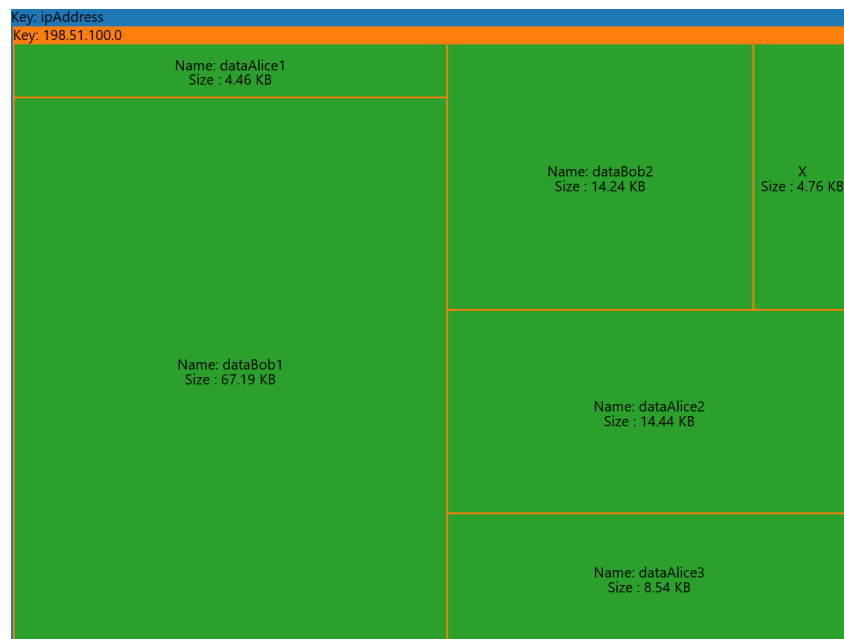 Key: ipAddress
Key: 198.51.100.0
Name: dataAlice1
Size : 4.46 KB
Name: dataBob1
Size : 67.19 KB
Name: dataBob2
Size : 14.24 KB
X
Size : 4.76 KB
Name: dataAlice2
Size : 14.44 KB
Name: dataAlice3
Size : 8.54 KB